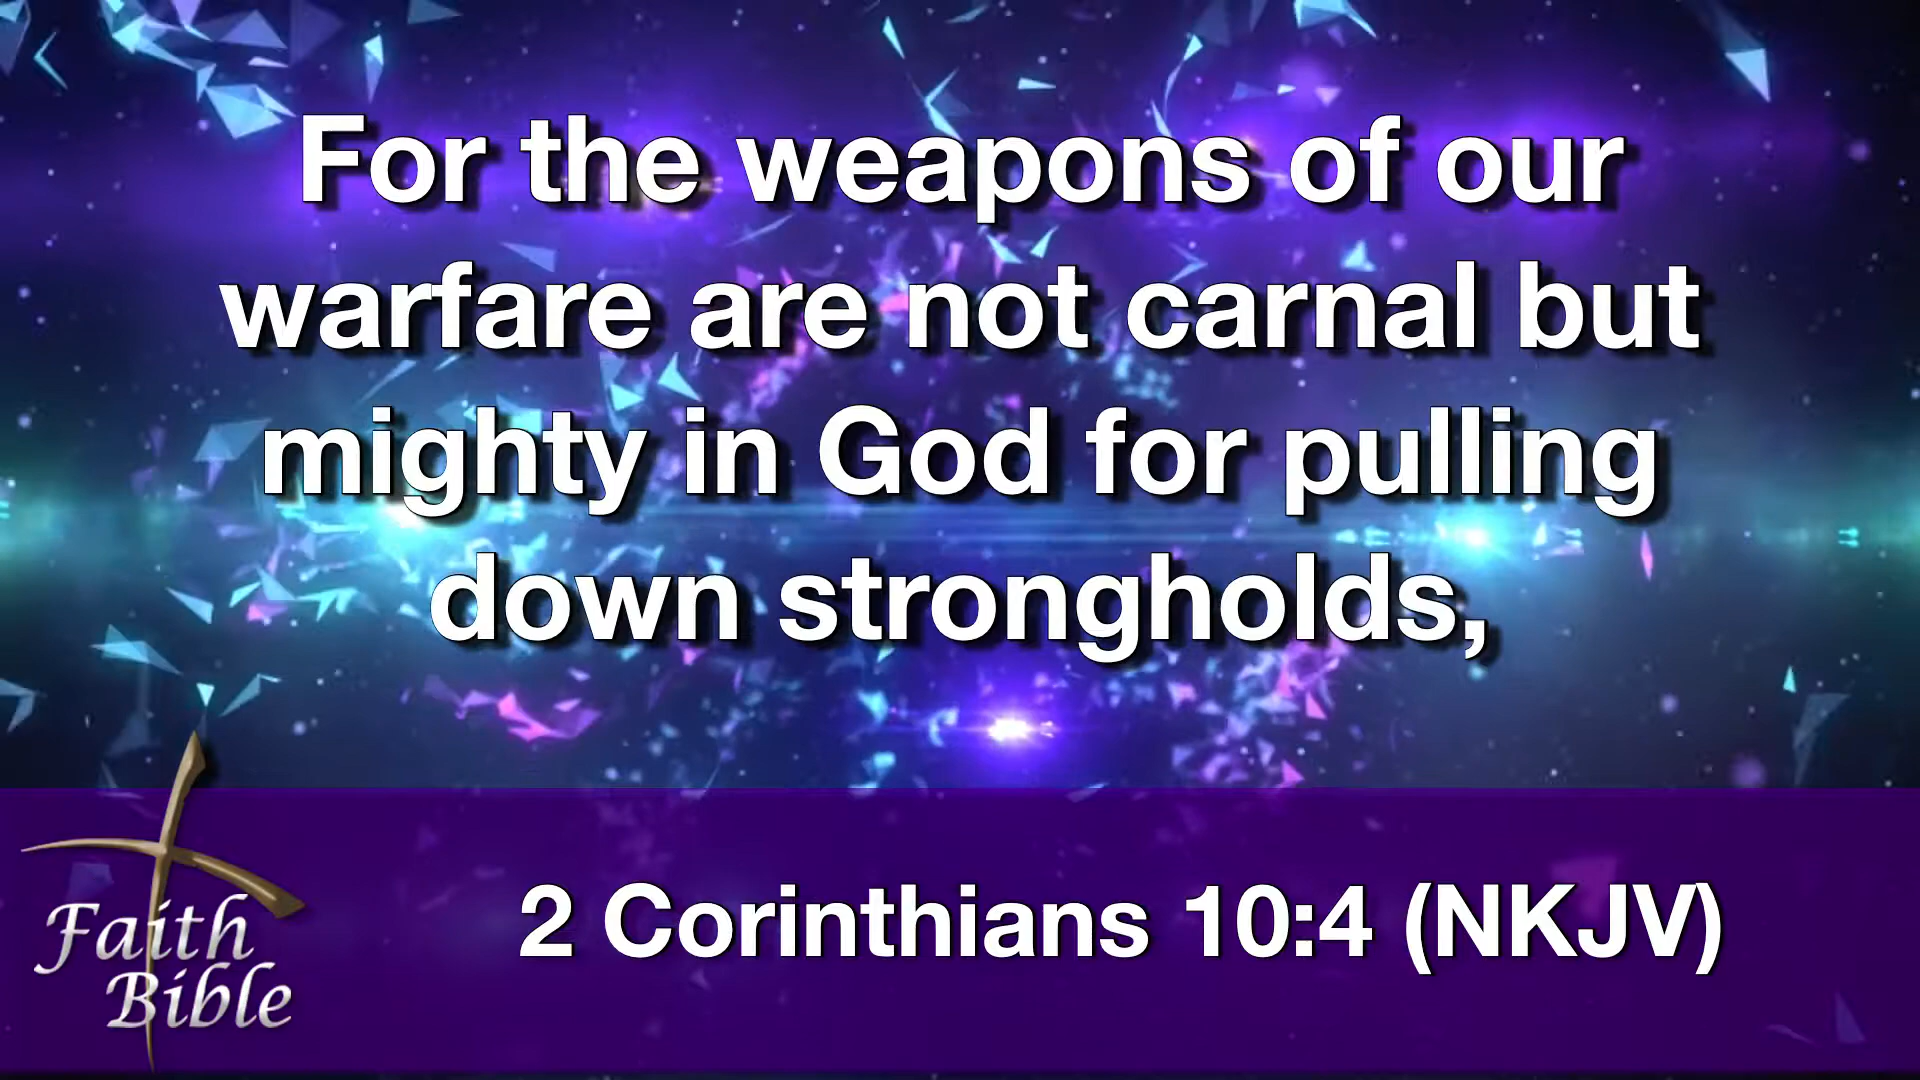 For the weapons of our
warfare are not carnal but
mighty in God for pulling
down strongholds,
2 Corinthians 10:4 (NKJV)
Faith
Bible